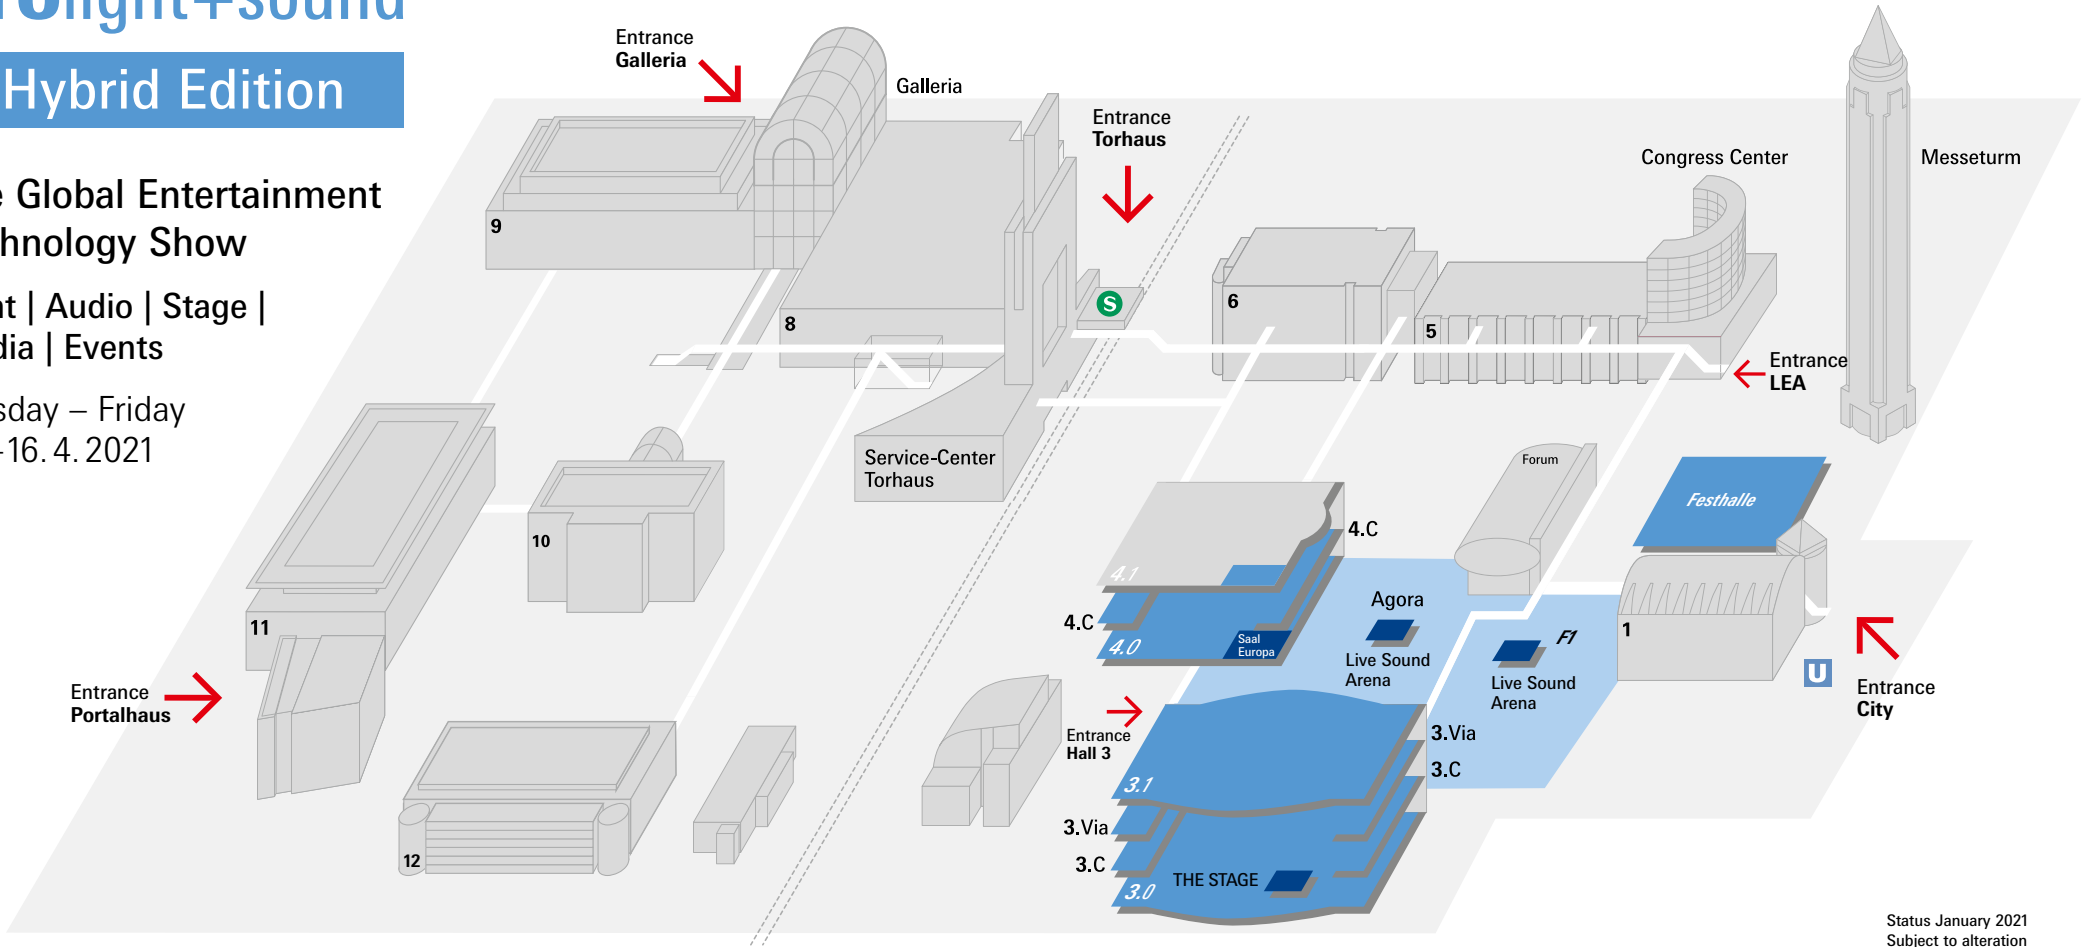 light+sound
Hybrid Edition
Global Entertainment
Show
| Audio | Stage |
| Events
– Friday
16. 4. 2021
Entrance
Galleria
Galleria
Entrance
Torhaus
Congress Center
Messeturm
9
8
S
6
5
Entrance
LEA
Service-Center
Torhaus
Forum
Festhalle
10
11
12
Entrance
Portalhaus
4.C
4.1
4.C
4.0
Saal
Europa
Agora
Live Sound
Arena
F1
Live Sound
Arena
1
U
Entrance
City
Entrance
Hall 3
3.Via
3.C
3.1
3.Via
3.C
3.0
THE STAGE
Status January 2021
Subject to alteration